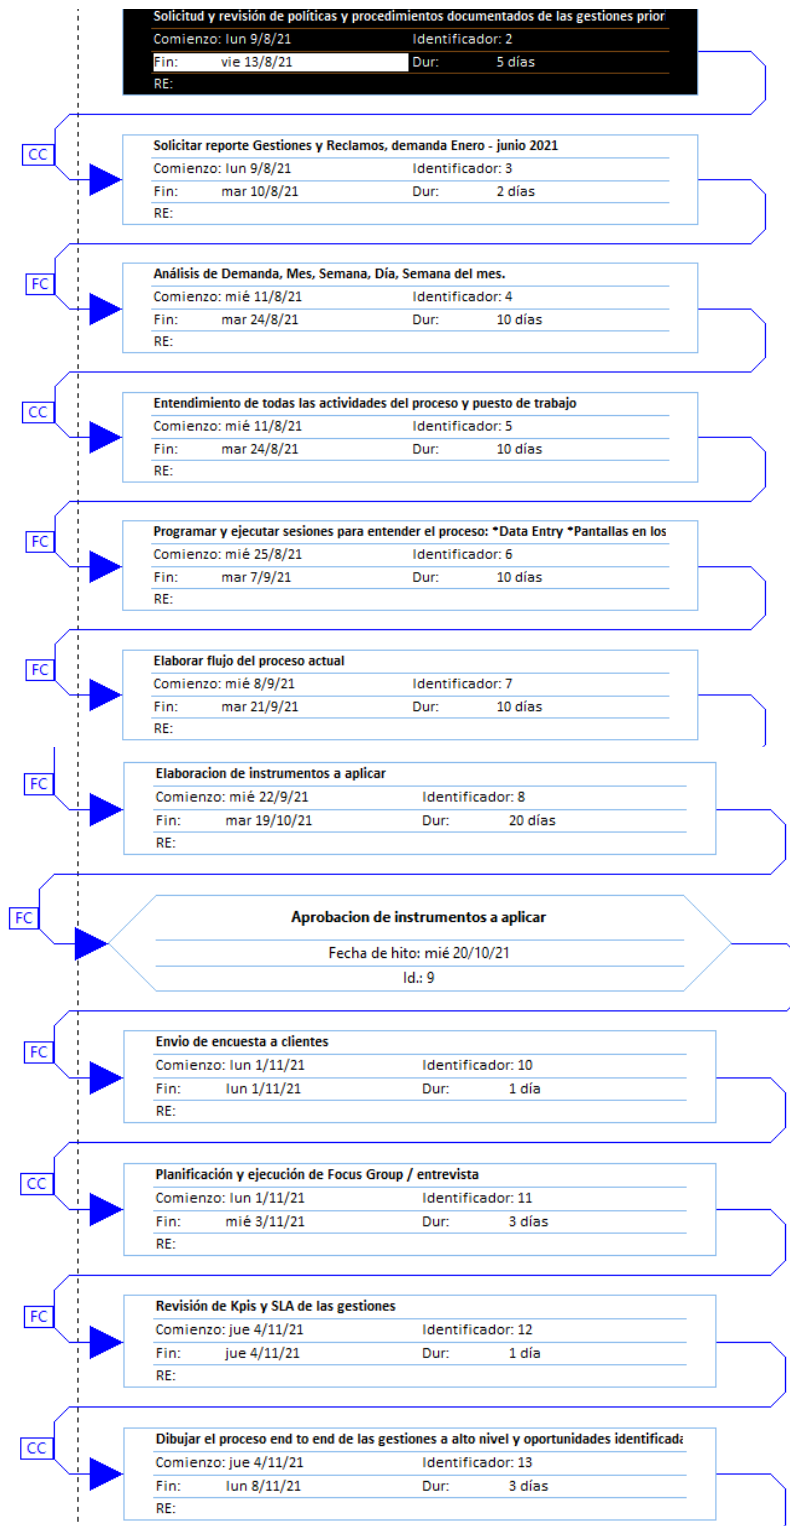 Solicitud y revisión de políticas y procedimientos documentados de las gestiones prior
Comienzo: lun 9/8/21 Identificador: 2
Fin: vie 13/8/21 Dur: 5 días
RE:
CC
Solicitar reporte Gestiones y Reclamos, demanda Enero - junio 2021
Comienzo: lun 9/8/21 Identificador: 3
Fin: mar 10/8/21 Dur: 2 días
RE:
FC
Análisis de Demanda, Mes, Semana, Día, Semana del mes.
Comienzo: mié 11/8/21 Identificador: 4
Fin: mar 24/8/21 Dur: 10 días
RE:
CC
Entendimiento de todas las actividades del proceso y puesto de trabajo
Comienzo: mié 11/8/21 Identificador: 5
Fin: mar 24/8/21 Dur: 10 días
RE:
FC
Programar y ejecutar sesiones para entender el proceso: *Data Entry *Pantallas en los
Comienzo: mié 25/8/21 Identificador: 6
Fin: mar 7/9/21 Dur: 10 días
RE:
FC
Elaborar flujo del proceso actual
Comienzo: mié 8/9/21 Identificador: 7
Fin: mar 21/9/21 Dur: 10 días
RE:
FC
Elaboracion de instrumentos a aplicar
Comienzo: mié 22/9/21 Identificador: 8
Fin: mar 19/10/21 Dur: 20 días
RE:
FC
Aprobacion de instrumentos a aplicar
Fecha de hito: mié 20/10/21
Id.: 9
FC
Envio de encuesta a clientes
Comienzo: lun 1/11/21 Identificador: 10
Fin: lun 1/11/21 Dur: 1 día
RE:
CC
Planificación y ejecución de Focus Group / entrevista
Comienzo: lun 1/11/21 Identificador: 11
Fin: mié 3/11/21 Dur: 3 días
RE:
FC
Revisión de Kpis y SLA de las gestiones
Comienzo: jue 4/11/21 Identificador: 12
Fin: jue 4/11/21 Dur: 1 día
RE:
CC
Dibujar el proceso end to end de las gestiones a alto nivel y oportunidades identificada
Comienzo: jue 4/11/21 Identificador: 13
Fin: lun 8/11/21 Dur: 3 días
RE: